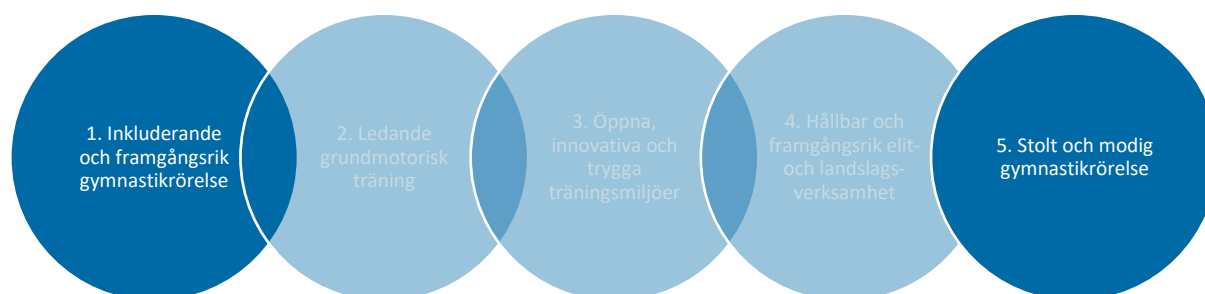 1. Inkluderande
och framgångsrik
gymnastikrörelse
2. Ledande
grundmotorisk
träning
3. Öppna,
innovativa och
trygga
träningsmiljöer
4. Hållbar och
framgångsrik elit-
och landslags-
verksamhet
5. Stolt och modig
gymnastikrörelse